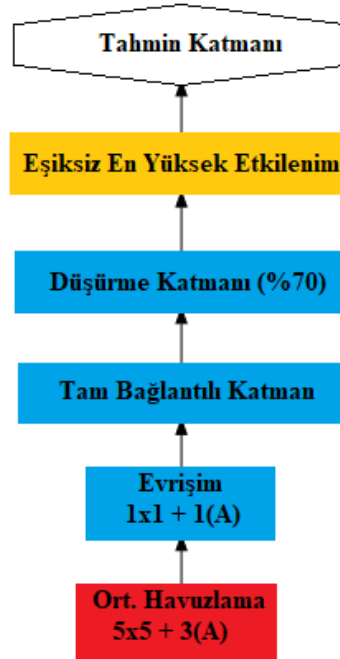 Tahmin Katmanı
Eşiksiz En Yüksek Etkilenim
Düşürme Katmanı (%70)
Tam Bağlantılı Katman
Evrişim
1x1 + 1(A)
Ort. Havuzlama
5x5 + 3(A)